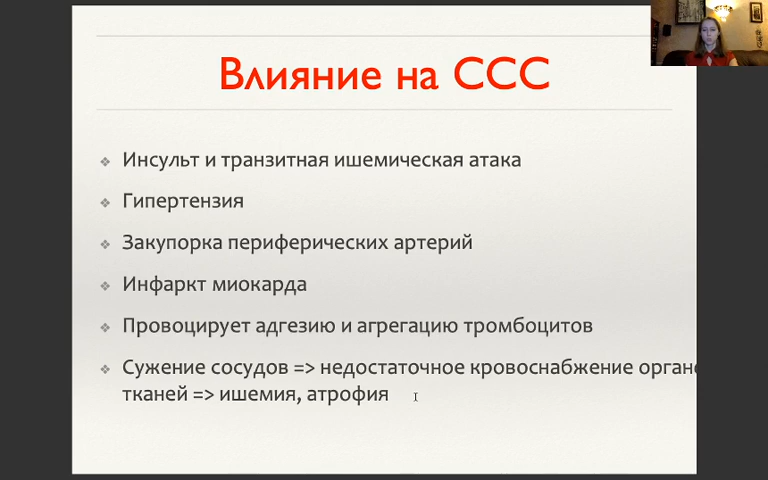 Влияние на ССС
Инсульт и транзитная ишемическая атака
Гипертензия
Закупорка периферических артерий
Инфаркт миокарда
Провоцирует адгезию и агрегацию тромбоцитов
Сужение сосудов => недостаточное кровоснабжение
тканей => ишемия, атрофия